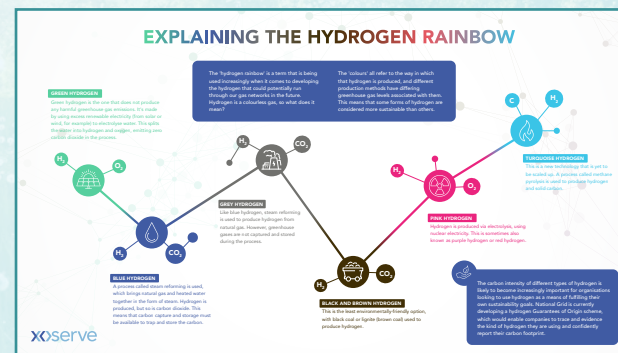 EXPLAINING THE HYDROGEN RAINBOW
The 'hydrogen rainbow' is a term that is being
used increasingly when it comes to developing
the hydrogen that could potentially run
through our gas networks in the future.
Hydrogen is a colourless gas, so what does it
mean?
The 'colours' all refer to the way in which
that hydrogen is produced, and different
production methods have differing
greenhouse gas levels associated with them.
This means that some forms of hydrogen are
considered more sustainable than others.
GREEN HYDROGEN
Green hydrogen is the one that does not produce
any harmful greenhouse gas emissions. It's made
by using excess renewable electricity (from solar or
wind, for example) to electrolyse water. This splits
the water into hydrogen and oxygen, emitting zero
carbon dioxide in the process.
H2
O2
H2
CO2
BLUE HYDROGEN
A process called steam reforming is used,
which brings natural gas and heated water
together in the form of steam. Hydrogen is
produced, but so is carbon dioxide. This
means that carbon capture and storage must
be available to trap and store the carbon.
H2
CO2
GREY HYDROGEN
Like blue hydrogen, steam reforming
is used to produce hydrogen from
natural gas. However, greenhouse
gases are not captured and stored
during the process.
H2
CO2
BLACK AND BROWN HYDROGEN
This is the least environmentally-friendly option,
with black coal or lignite (brown coal) used to
produce hydrogen.
H2
O2
PINK HYDROGEN
Hydrogen is produced via electrolysis, using
nuclear electricity. This is sometimes also
known as purple hydrogen or red hydrogen.
C
H2
TURQUOISE HYDROGEN
This is a new technology that is yet to
be scaled up. A process called methane
pyrolysis is used to produce hydrogen
and solid carbon.
The carbon intensity of different types of hydrogen is
likely to become increasingly important for organisations
looking to use hydrogen as a means of fulfilling their
own sustainability goals. National Grid is currently
developing a hydrogen Guarantees of Origin scheme,
which would enable companies to trace and evidence
the kind of hydrogen they are using and confidently
report their carbon footprint.
xoserve